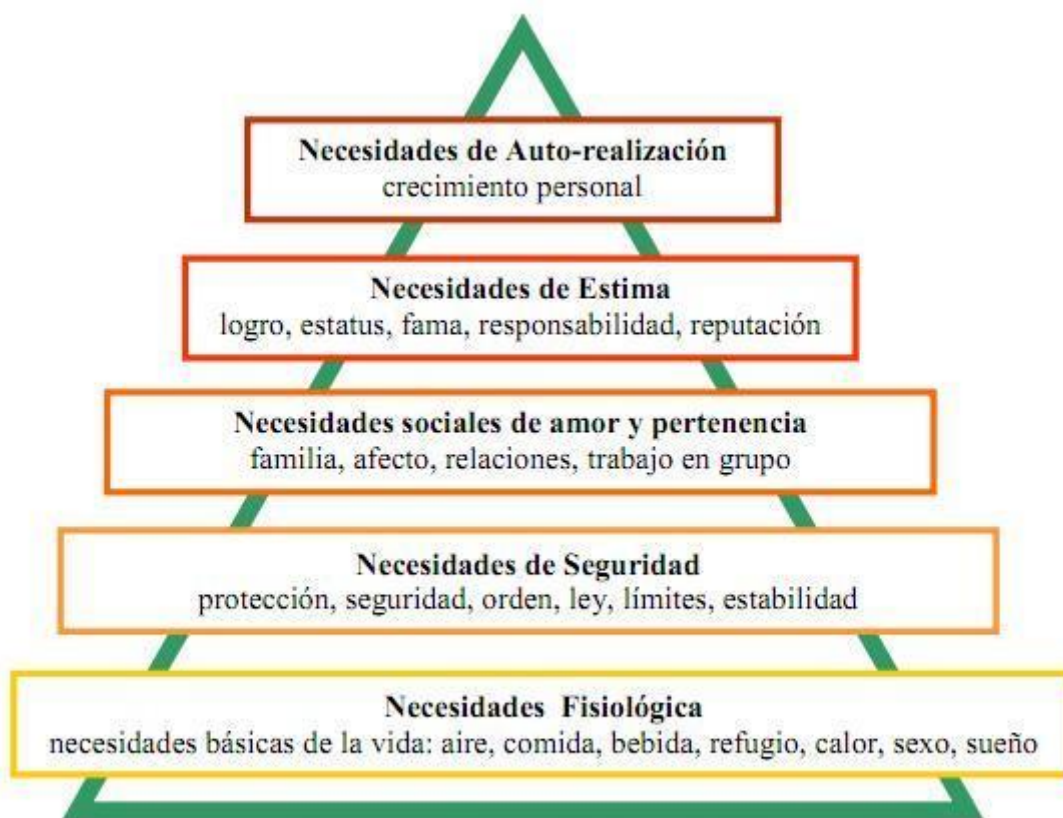 Necesidades de Auto-realización
crecimiento personal
Necesidades de Estima
logro, estatus, fama, responsabilidad, reputación
Necesidades sociales de amor y pertenencia
familia, afecto, relaciones, trabajo en grupo
Necesidades de Seguridad
protección, seguridad, orden, ley, límites, estabilidad
Necesidades Fisiológica
necesidades básicas de la vida: aire, comida, bebida, refugio, calor, sexo, sueño